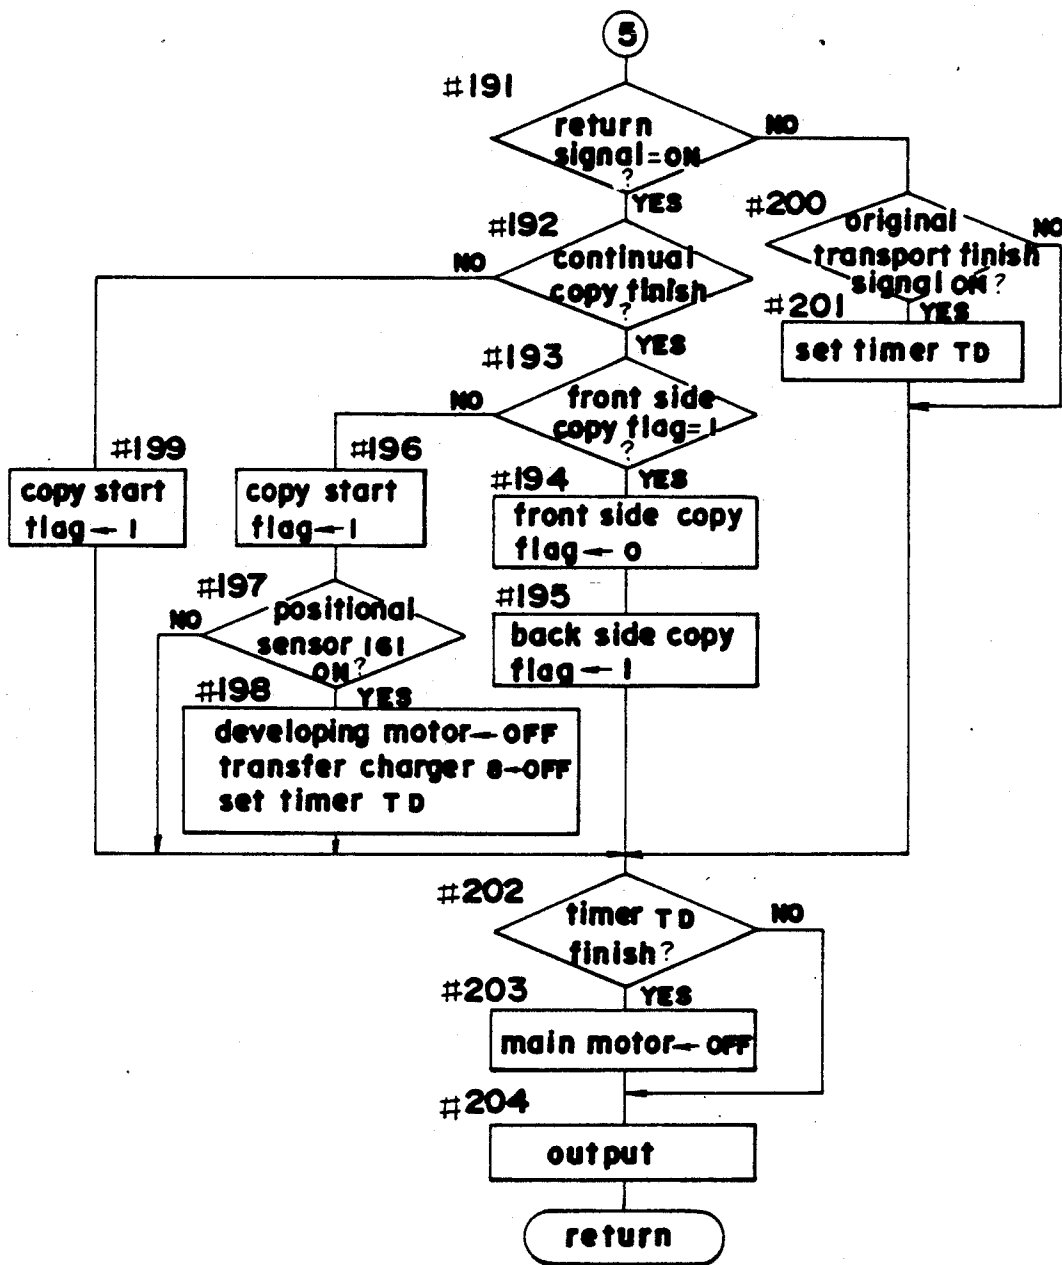 5
#191
return
signal=ON
?
NO
YES
#200
original
transport finish
signal ON?
NO
YES
#192
continual
copy finish
?
NO
YES
#201
set timer TD
#193
front side
copy flag=1
?
NO
YES
#199
copy start
flag←1
#196
copy start
flag←1
#194
front side copy
flag←0
#197
positional
sensor 161
ON?
NO
YES
#195
back side copy
flag←1
#198
developing motor←OFF
transfer charger 8←OFF
set timer TD
#202
timer TD
finish?
NO
YES
#203
main motor←OFF
#204
output
return